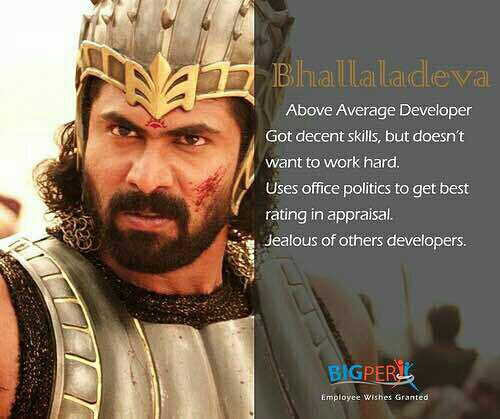 Bhallaladeva
Above Average Developer
Got decent skills, but doesn't
want to work hard.
Uses office politics to get best
rating in appraisal.
Jealous of others developers.
BIGPERK
Employee Wishes Granted